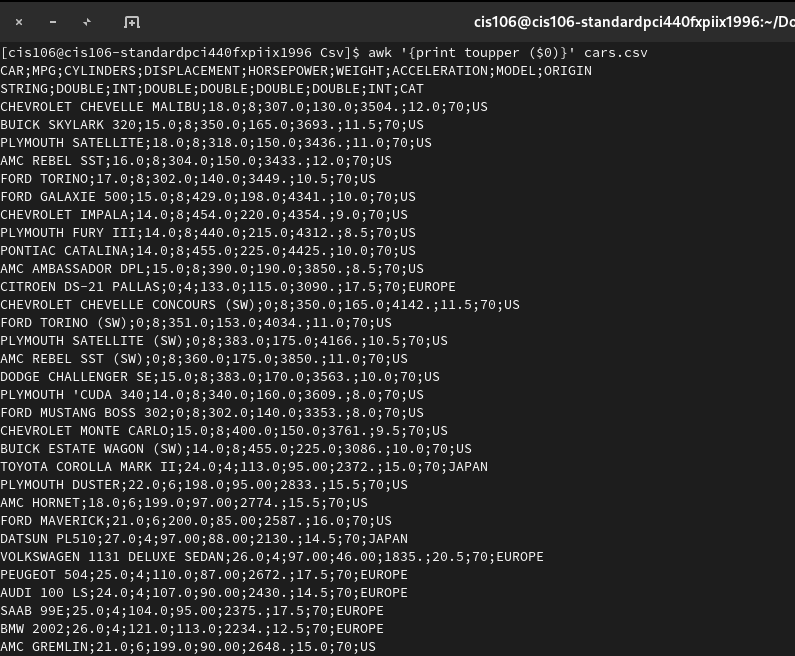 cis106@cis106-standardpci440fxpiix1996:~/Do
[cis106@cis106-standardpci440fxpiix1996 Csv]$ awk '{print toupper ($0)}' cars.csv
CAR;MPG;CYLINDERS;DISPLACEMENT;HORSEPOWER;WEIGHT;ACCELERATION;MODEL;ORIGIN
STRING;DOUBLE;INT;DOUBLE;DOUBLE;DOUBLE;DOUBLE;INT;CAT
CHEVROLET CHEVELLE MALIBU;18.0;8;307.0;130.0;3504.;12.0;70;US
BUICK SKYLARK 320;15.0;8;350.0;165.0;3693.;11.5;70;US
PLYMOUTH SATELLITE;18.0;8;318.0;150.0;3436.;11.0;70;US
AMC REBEL SST;16.0;8;304.0;150.0;3433.;12.0;70;US
FORD TORINO;17.0;8;302.0;140.0;3449.;10.5;70;US
FORD GALAXIE 500;15.0;8;429.0;198.0;4341.;10.0;70;US
CHEVROLET IMPALA;14.0;8;454.0;220.0;4354.;9.0;70;US
PLYMOUTH FURY III;14.0;8;440.0;215.0;4312.;8.5;70;US
PONTIAC CATALINA;14.0;8;455.0;225.0;4425.;10.0;70;US
AMC AMBASSADOR DPL;15.0;8;390.0;190.0;3850.;8.5;70;US
CITROEN DS-21 PALLAS;0;4;133.0;115.0;3090.;17.5;70;EUROPE
CHEVROLET CHEVELLE CONCOURS (SW);0;8;350.0;165.0;4142.;11.5;70;US
FORD TORINO (SW);0;8;351.0;153.0;4034.;11.0;70;US
PLYMOUTH SATELLITE (SW);0;8;383.0;175.0;4166.;10.5;70;US
AMC REBEL SST (SW);0;8;360.0;175.0;3850.;11.0;70;US
DODGE CHALLENGER SE;15.0;8;383.0;170.0;3563.;10.0;70;US
PLYMOUTH 'CUDA 340;14.0;8;340.0;160.0;3609.;8.0;70;US
FORD MUSTANG BOSS 302;0;8;302.0;140.0;3353.;8.0;70;US
CHEVROLET MONTE CARLO;15.0;8;400.0;150.0;3761.;9.5;70;US
BUICK ESTATE WAGON (SW);14.0;8;455.0;225.0;3086.;10.0;70;US
TOYOTA COROLLA MARK II;24.0;4;113.0;95.00;2372.;15.0;70;JAPAN
PLYMOUTH DUSTER;22.0;6;198.0;95.00;2833.;15.5;70;US
AMC HORNET;18.0;6;199.0;97.00;2774.;15.5;70;US
FORD MAVERICK;21.0;6;200.0;85.00;2587.;16.0;70;US
DATSUN PL510;27.0;4;97.00;88.00;2130.;14.5;70;JAPAN
VOLKSWAGEN 1131 DELUXE SEDAN;26.0;4;97.00;46.00;1835.;20.5;70;EUROPE
PEUGEOT 504;25.0;4;110.0;87.00;2672.;17.5;70;EUROPE
AUDI 100 LS;24.0;4;107.0;90.00;2430.;14.5;70;EUROPE
SAAB 99E;25.0;4;104.0;95.00;2375.;17.5;70;EUROPE
BMW 2002;26.0;4;121.0;113.0;2234.;12.5;70;EUROPE
AMC GREMLIN;21.0;6;199.0;90.00;2648.;15.0;70;US